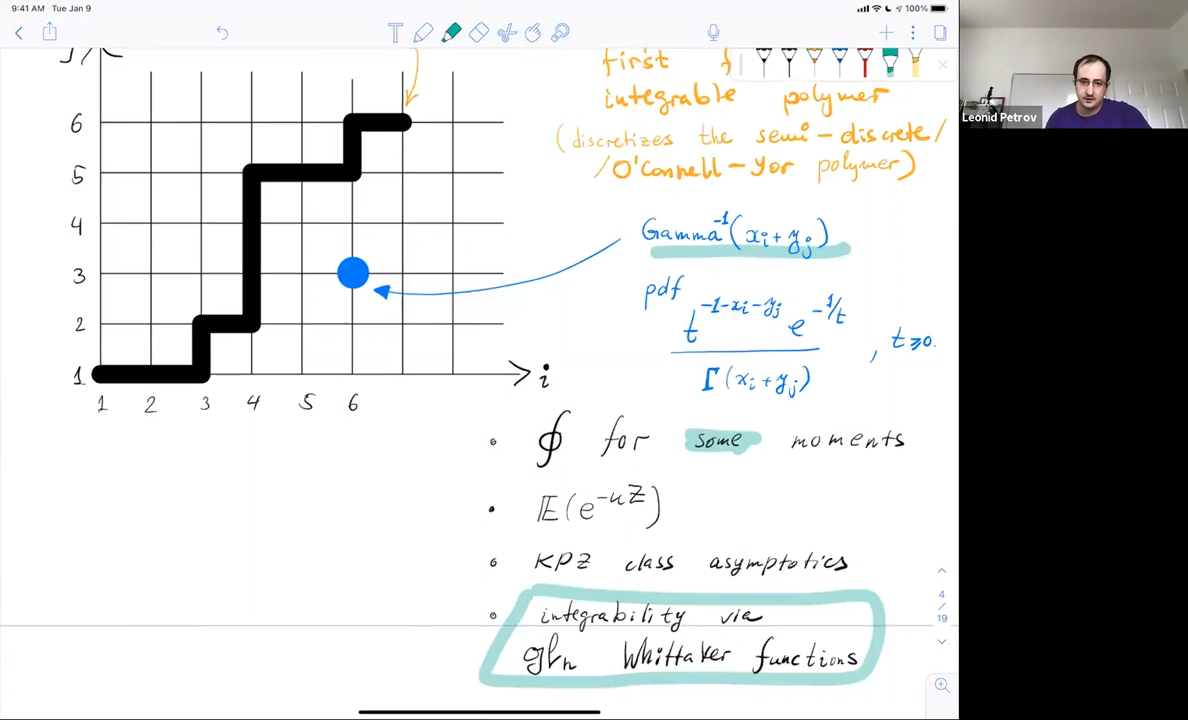 9:41 AM Tue Jan 9
100%
first
integrable polymer
(discretizes the semi-discrete/
/O'Connell-Yor polymer)
6
5
4
3
2
1
1 2 3 4 5 6
> i
Gamma⁻¹(xᵢ+yⱼ)
pdf
t^{-1-xᵢ-yⱼ} e^{-1/t}
Γ(xᵢ+yⱼ)
, t⩾0.
∮ for some moments
𝔼(e^{-uZ})
KPZ class asymptotics
integrability via
glₙ Whittaker functions
4
/
19
Leonid Petrov